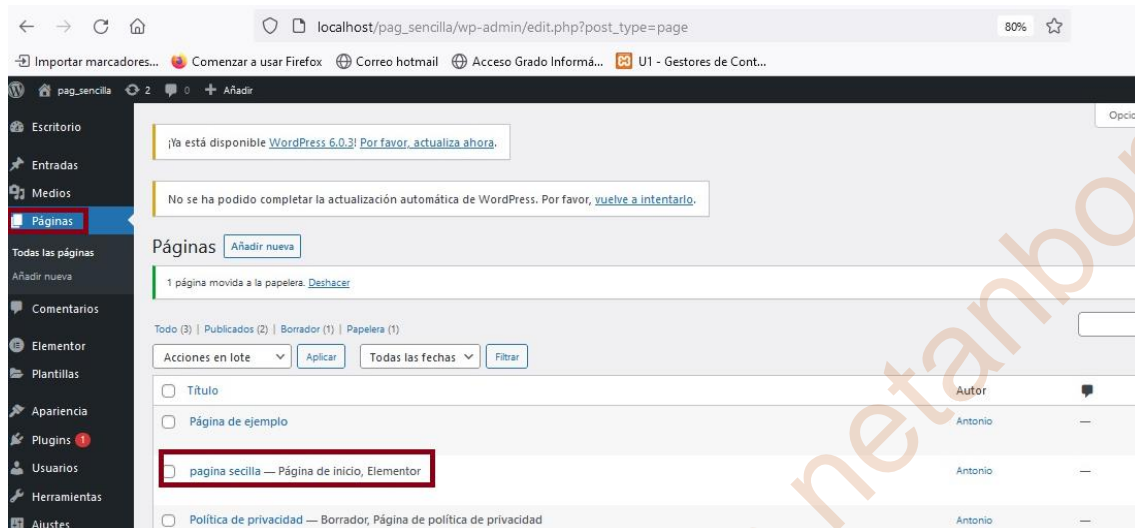 localhost/pag_sencilla/wp-admin/edit.php?post_type=page 80%
Importar marcadores... Comenzar a usar Firefox Correo hotmail Acceso Grado Informá... U1 - Gestores de Cont...
pag_sencilla 2 0 + Añadir
Opcio
Escritorio
Entradas
Medios
Páginas
Todas las páginas
Añadir nueva
Comentarios
Elementor
Plantillas
Apariencia
Plugins 1
Usuarios
Herramientas
Ajustes
¡Ya está disponible WordPress 6.0.3! Por favor, actualiza ahora.
No se ha podido completar la actualización automática de WordPress. Por favor, vuelve a intentarlo.
Páginas Añadir nueva
1 página movida a la papelera. Deshacer
Todo (3) | Publicados (2) | Borrador (1) | Papelera (1)
Acciones en lote Aplicar Todas las fechas Filtrar
Título Autor
Página de ejemplo Antonio —
pagina secilla — Página de inicio, Elementor Antonio —
Política de privacidad — Borrador, Página de política de privacidad Antonio —
netanbo